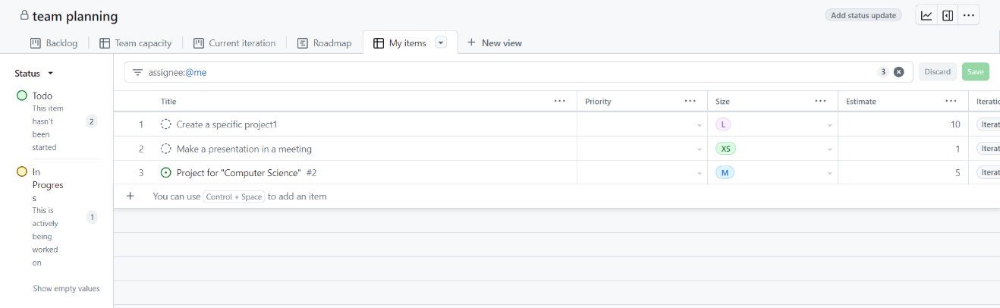 team planning
Add status update
Backlog
Team capacity
Current iteration
Roadmap
My items
New view
Status
Todo
This item
hasn't
been
started
2
In
Progres
s
This is
actively
being
worked
on
1
Show empty values
assignee:@me
3
Discard
Save
Title Priority Size Estimate Iteratio
1 Create a specific project1 L 10 Iterat
2 Make a presentation in a meeting XS 1 Iterat
3 Project for "Computer Science" #2 M 5 Iterat
You can use Control + Space to add an item